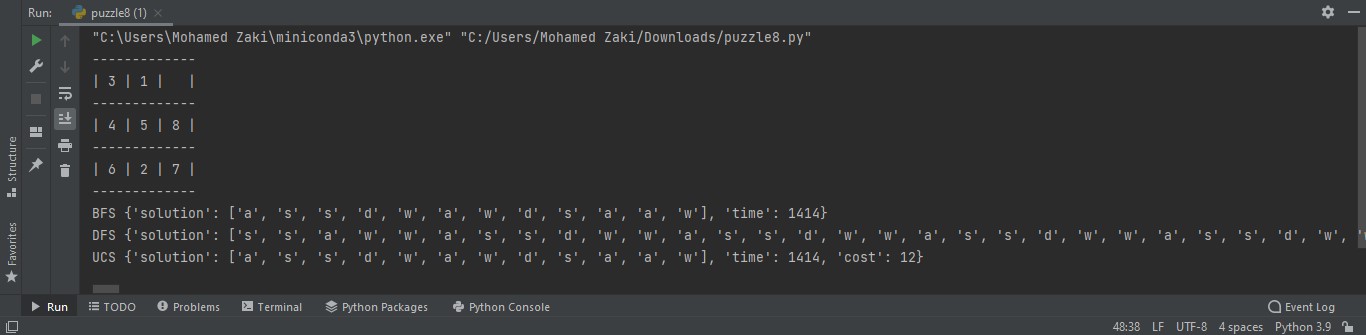 Run: puzzle8 (1)
"C:\Users\Mohamed Zaki\miniconda3\python.exe" "C:/Users/Mohamed Zaki/Downloads/puzzle8.py"
-------------
| 3 | 1 |   |
-------------
| 4 | 5 | 8 |
-------------
| 6 | 2 | 7 |
-------------
BFS {'solution': ['a', 's', 's', 'd', 'w', 'a', 'w', 'd', 's', 'a', 'a', 'w'], 'time': 1414}
DFS {'solution': ['s', 's', 'a', 'w', 'w', 'a', 's', 's', 'd', 'w', 'w', 'a', 's', 's', 'd', 'w', 'w', 'a', 's', 's', 'd', 'w', 'w', 'a', 's', 's', 'd', 'w', '
UCS {'solution': ['a', 's', 's', 'd', 'w', 'a', 'w', 'd', 's', 'a', 'a', 'w'], 'time': 1414, 'cost': 12}
Structure
Favorites
Run TODO Problems Terminal Python Packages Python Console Event Log
48:38 LF UTF-8 4 spaces Python 3.9